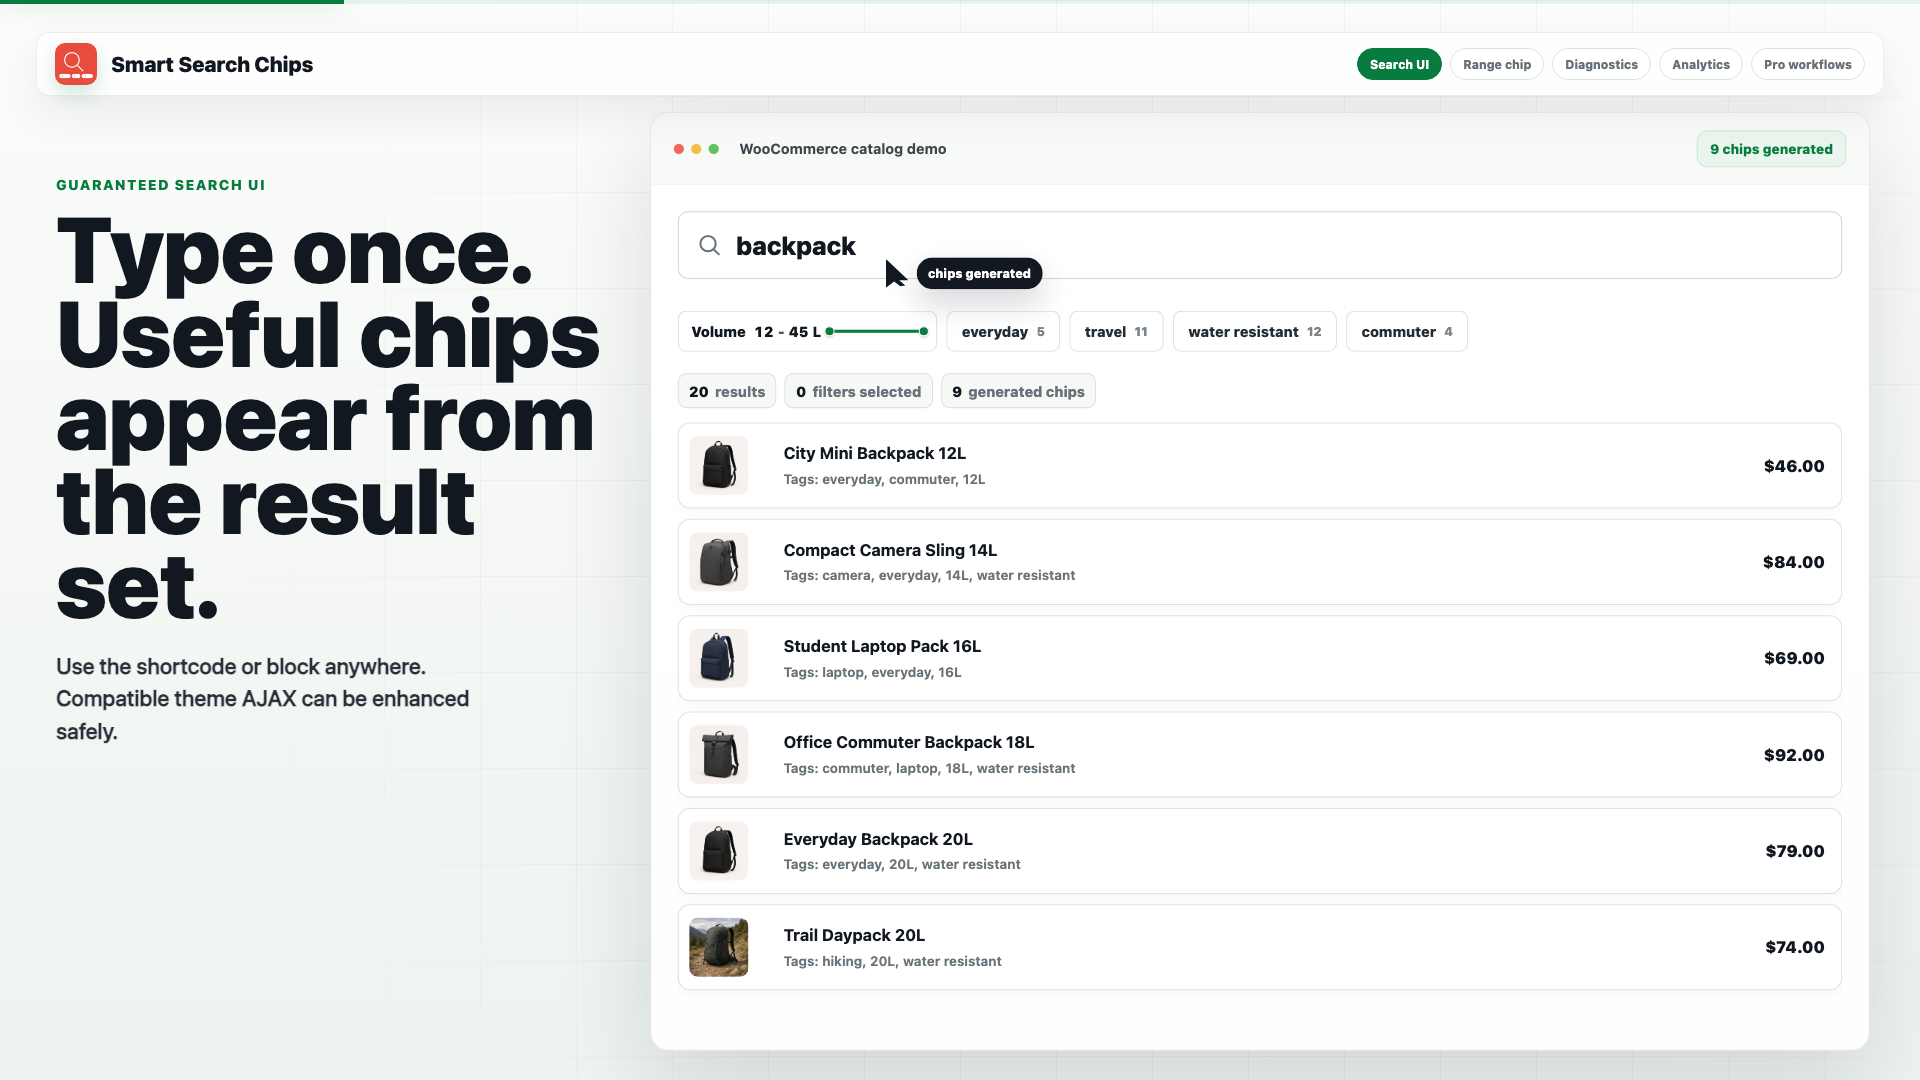 Smart Search Chips
Search UI
Range chip
Diagnostics
Analytics
Pro workflows
GUARANTEED SEARCH UI
Type once.
Useful chips
appear from
the result
set.
Use the shortcode or block anywhere.
Compatible theme AJAX can be enhanced
safely.
WooCommerce catalog demo
9 chips generated
backpack
chips generated
Volume 12 - 45 L
everyday 5
travel 11
water resistant 12
commuter 4
20 results
0 filters selected
9 generated chips
City Mini Backpack 12L
Tags: everyday, commuter, 12L
$46.00
Compact Camera Sling 14L
Tags: camera, everyday, 14L, water resistant
$84.00
Student Laptop Pack 16L
Tags: laptop, everyday, 16L
$69.00
Office Commuter Backpack 18L
Tags: commuter, laptop, 18L, water resistant
$92.00
Everyday Backpack 20L
Tags: everyday, 20L, water resistant
$79.00
Trail Daypack 20L
Tags: hiking, 20L, water resistant
$74.00